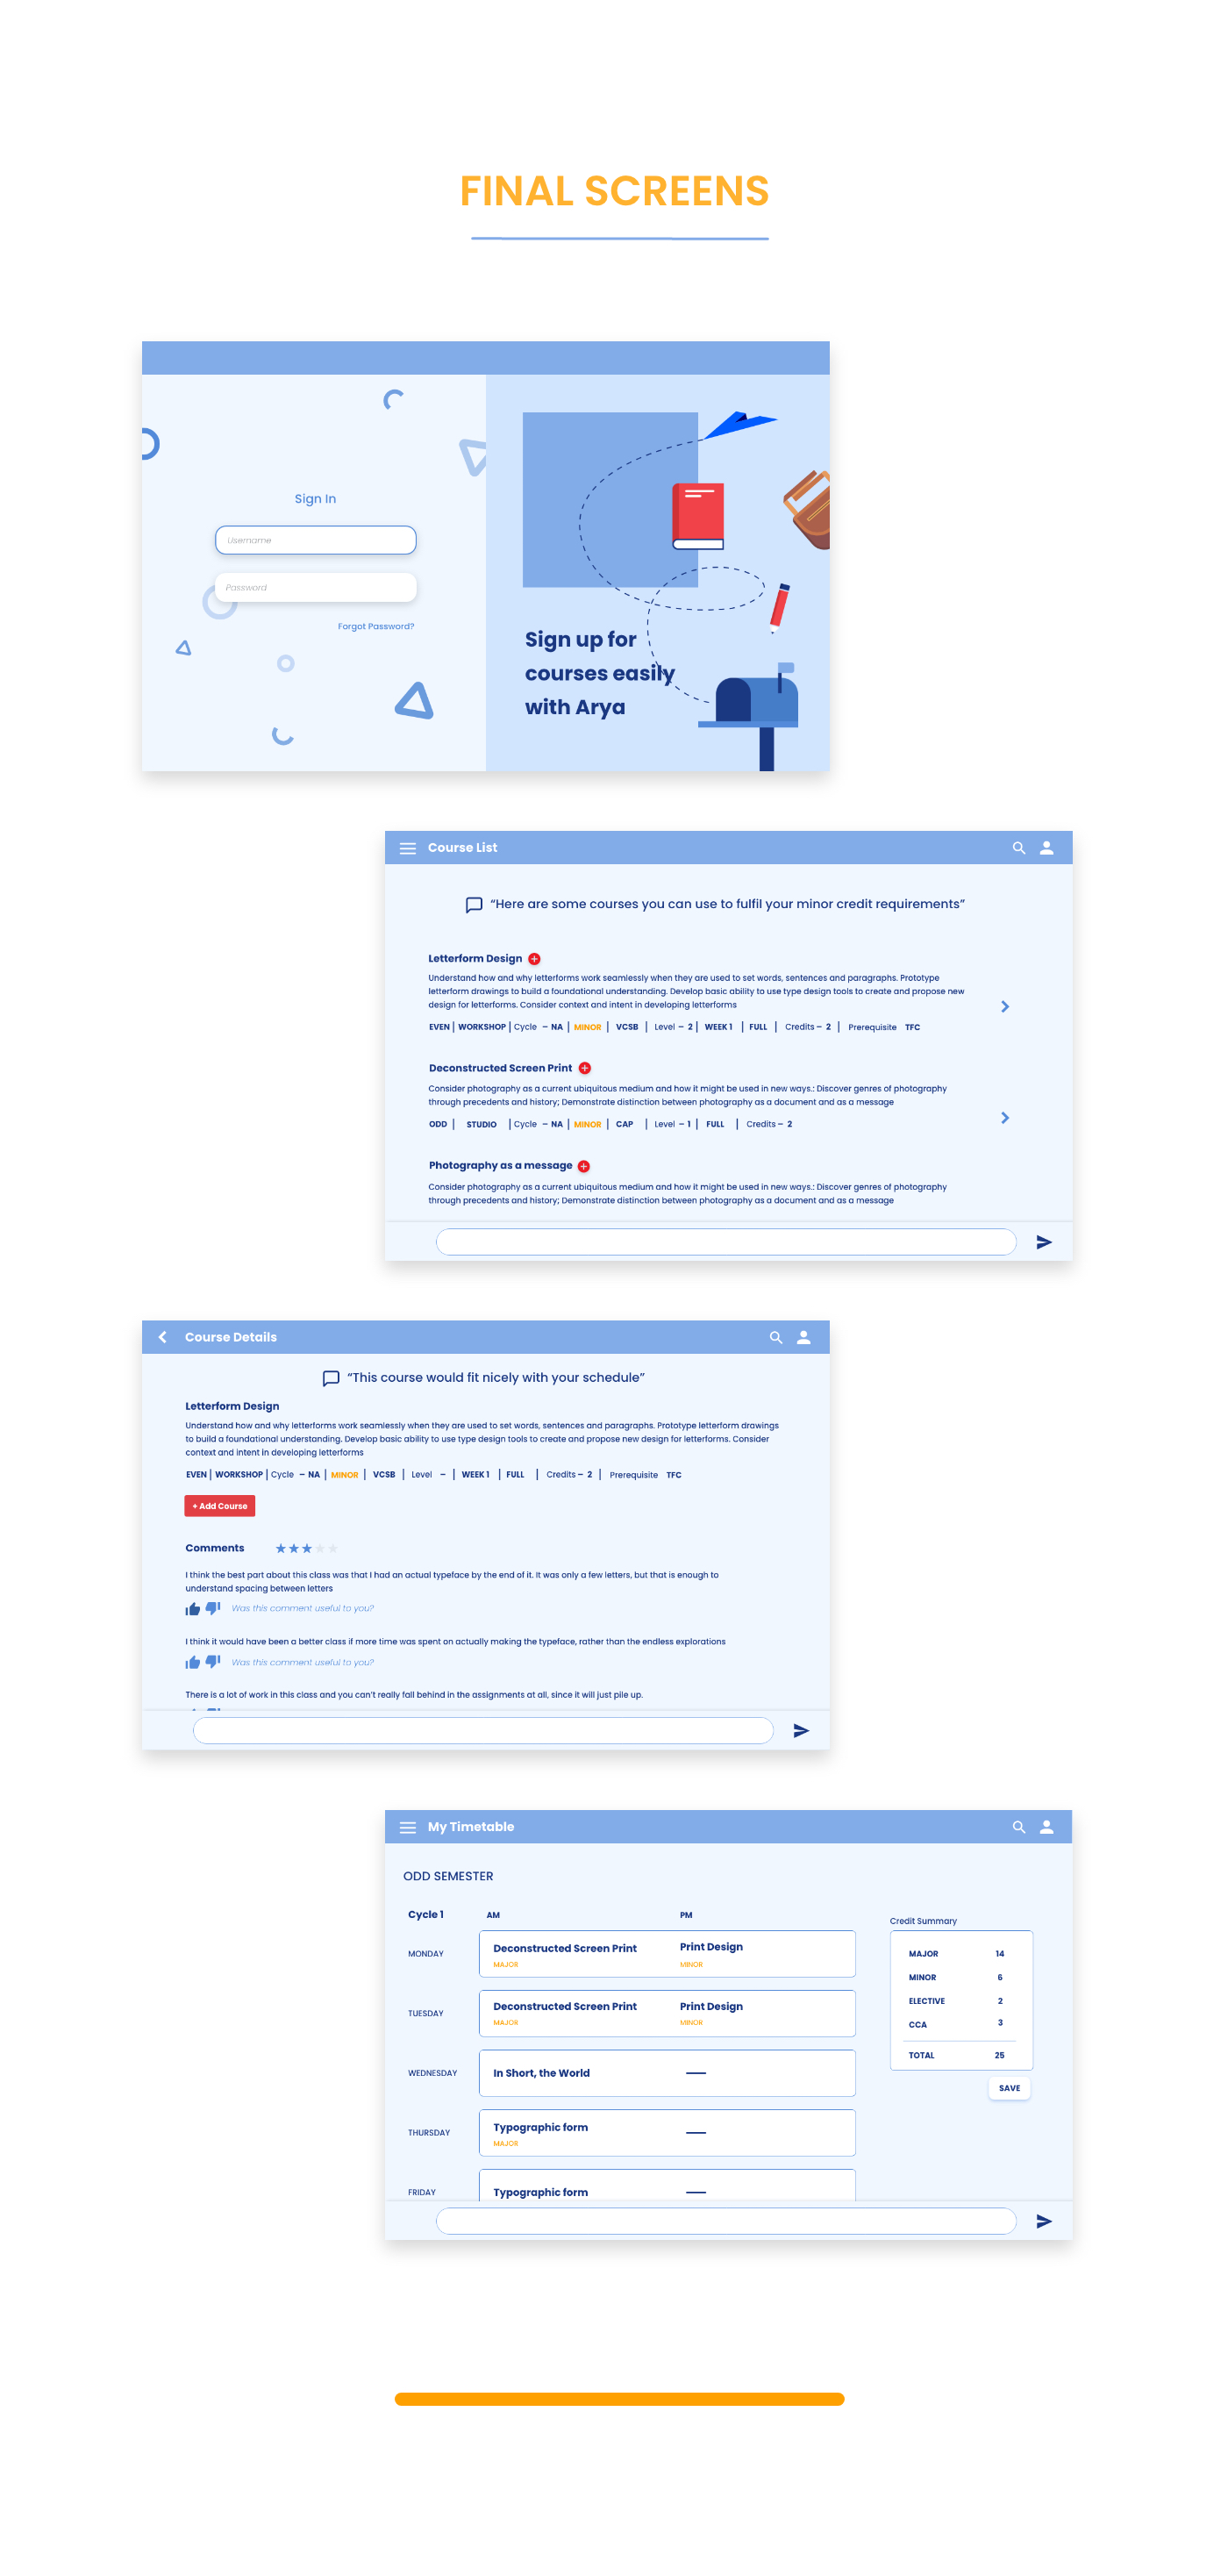 FINAL SCREENS
Sign In
Username
Password
Forgot Password?
Sign up for
courses easily
with Arya
Course List
“Here are some courses you can use to fulfil your minor credit requirements”
Letterform Design
Understand how and why letterforms work seamlessly when they are used to set words, sentences and paragraphs. Prototype
letterform drawings to build a foundational understanding. Develop basic ability to use type design tools to create and propose new
design for letterforms. Consider context and intent in developing letterforms
EVEN | WORKSHOP | Cycle – NA | MINOR | VCSB | Level – 2 | WEEK 1 | FULL | Credits – 2 | Prerequisite TFC
Deconstructed Screen Print
Consider photography as a current ubiquitous medium and how it might be used in new ways.: Discover genres of photography
through precedents and history; Demonstrate distinction between photography as a document and as a message
ODD | STUDIO | Cycle – NA | MINOR | CAP | Level – 1 | FULL | Credits – 2
Photography as a message
Consider photography as a current ubiquitous medium and how it might be used in new ways.: Discover genres of photography
through precedents and history; Demonstrate distinction between photography as a document and as a message
Course Details
“This course would fit nicely with your schedule”
Letterform Design
Understand how and why letterforms work seamlessly when they are used to set words, sentences and paragraphs. Prototype letterform drawings
to build a foundational understanding. Develop basic ability to use type design tools to create and propose new design for letterforms. Consider
context and intent in developing letterforms
EVEN | WORKSHOP | Cycle – NA | MINOR | VCSB | Level – | WEEK 1 | FULL | Credits – 2 | Prerequisite TFC
+ Add Course
Comments
I think the best part about this class was that I had an actual typeface by the end of it. It was only a few letters, but that is enough to
understand spacing between letters
Was this comment useful to you?
I think it would have been a better class if more time was spent on actually making the typeface, rather than the endless explorations
Was this comment useful to you?
There is a lot of work in this class and you can’t really fall behind in the assignments at all, since it will just pile up.
My Timetable
ODD SEMESTER
Cycle 1 AM PM
MONDAY Deconstructed Screen Print Print Design
MAJOR MINOR
TUESDAY Deconstructed Screen Print Print Design
MAJOR MINOR
WEDNESDAY In Short, the World —
THURSDAY Typographic form —
MAJOR
FRIDAY Typographic form —
Credit Summary
MAJOR 14
MINOR 6
ELECTIVE 2
CCA 3
TOTAL 25
SAVE